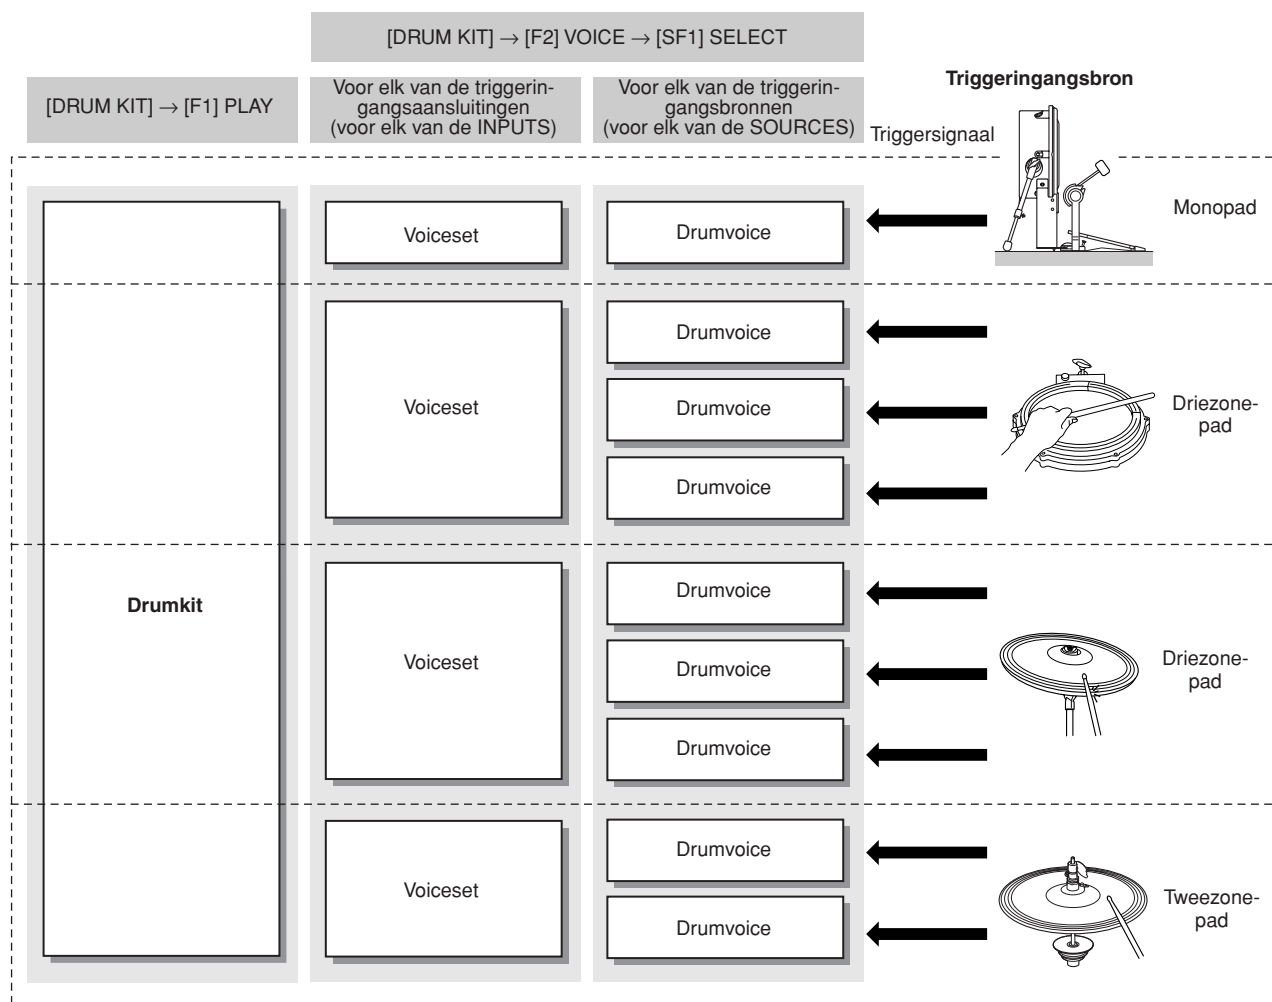 [DRUM KIT] → [F2] VOICE → [SF1] SELECT
[DRUM KIT] → [F1] PLAY
Voor elk van de triggerin-
gangsaansluitingen
(voor elk van de INPUTS)
Voor elk van de triggerin-
gangsbronnen
(voor elk van de SOURCES)
Triggeringangsbron
Triggersignaal
Voiceset
Drumvoice
Monopad
Voiceset
Drumvoice
Drumvoice
Drumvoice
Driezone-
pad
Drumkit
Voiceset
Drumvoice
Drumvoice
Drumvoice
Driezone-
pad
Voiceset
Drumvoice
Drumvoice
Tweezone-
pad